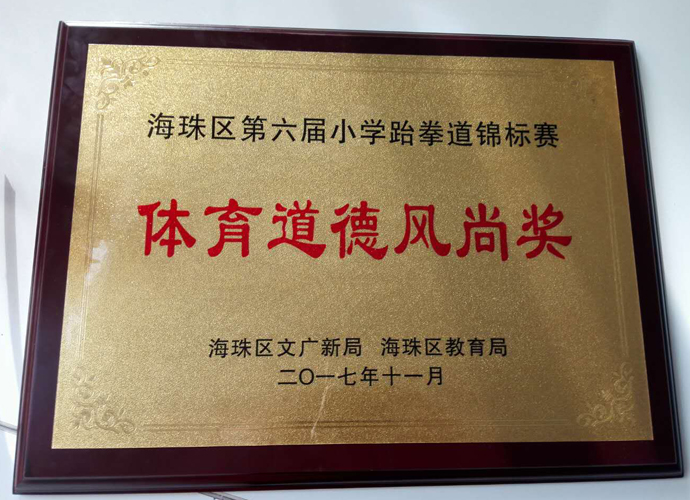 海珠区第六届小学跆拳道锦标赛
体育道德风尚奖
海珠区文广新局 海珠区教育局
二〇一七年十一月